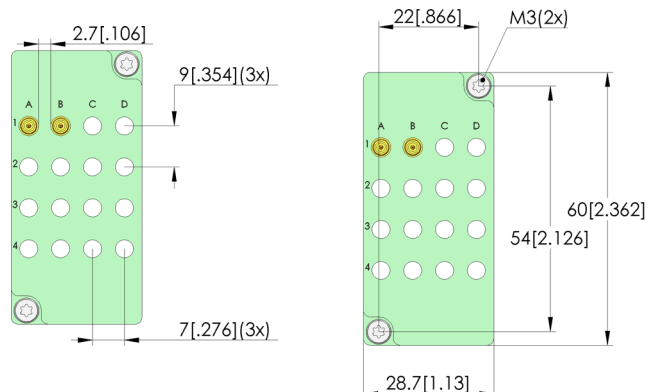 2.7[.106]
9[.354](3x)
A B C D
1
2
3
4
7[.276](3x)
22[.866]
M3(2x)
A B C D
1
2
3
4
60[2.362]
54[2.126]
28.7[1.13]